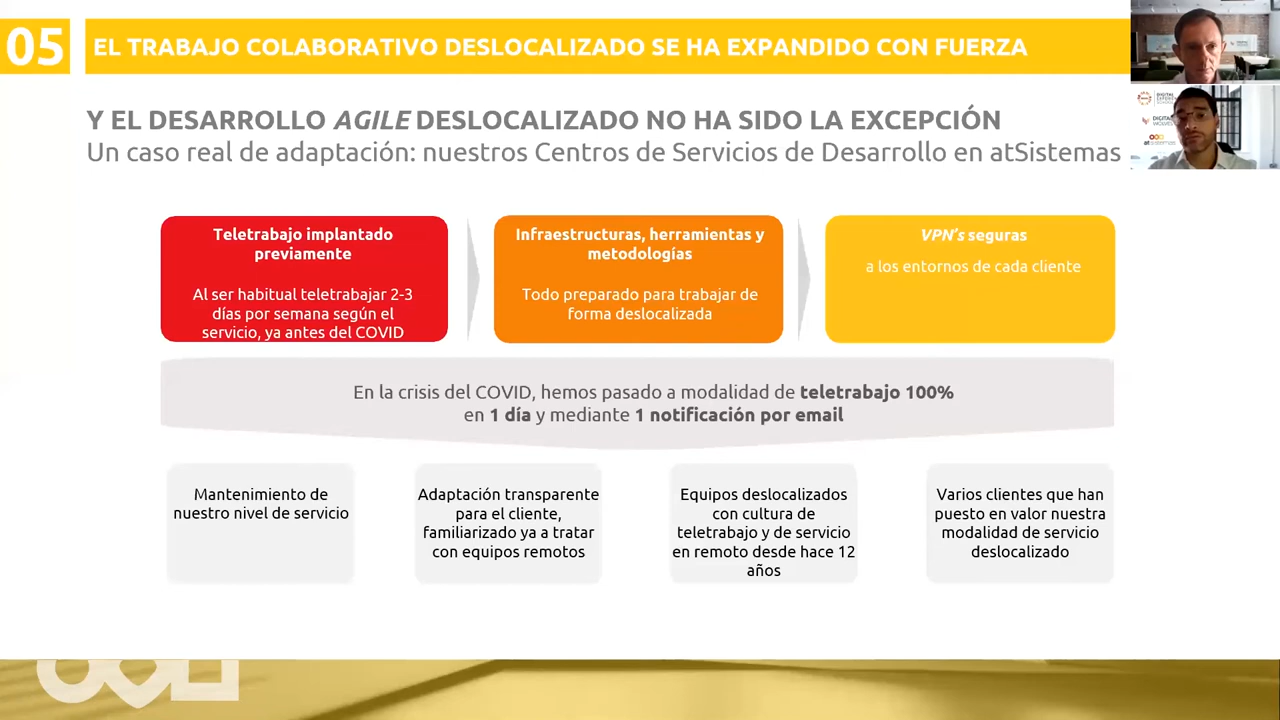 05
EL TRABAJO COLABORATIVO DESLOCALIZADO SE HA EXPANDIDO CON FUERZA
Y EL DESARROLLO AGILE DESLOCALIZADO NO HA SIDO LA EXCEPCIÓN
Un caso real de adaptación: nuestros Centros de Servicios de Desarrollo en atSistemas
Teletrabajo implantado
previamente
Al ser habitual teletrabajar 2-3
días por semana según el
servicio, ya antes del COVID
Infraestructuras, herramientas y
metodologías
Todo preparado para trabajar de
forma deslocalizada
VPN's seguras
a los entornos de cada cliente
En la crisis del COVID, hemos pasado a modalidad de teletrabajo 100%
en 1 día y mediante 1 notificación por email
Mantenimiento de
nuestro nivel de servicio
Adaptación transparente
para el cliente,
familiarizado ya a tratar
con equipos remotos
Equipos deslocalizados
con cultura de
teletrabajo y de servicio
en remoto desde hace 12
años
Varios clientes que han
puesto en valor nuestra
modalidad de servicio
deslocalizado
DIGITAL
DIGITAL
atsistemas